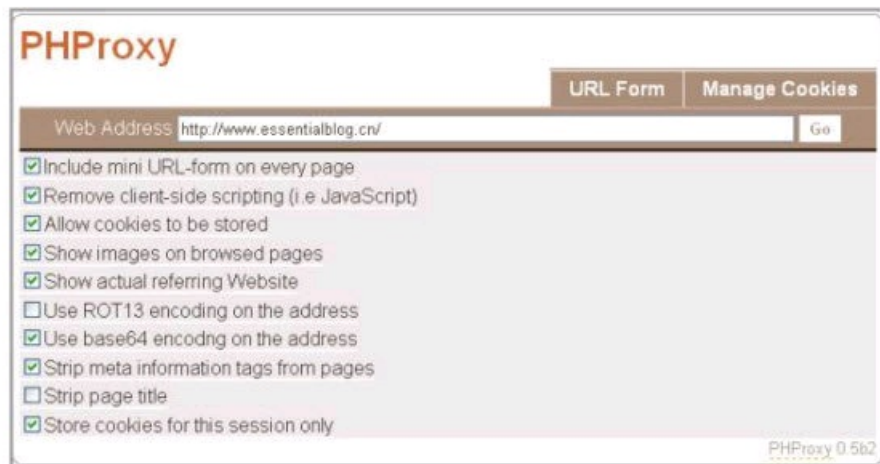 PHProxy
URL Form Manage Cookies
Web Address http://www.essentialblog.cn/ Go
Include mini URL-form on every page
Remove client-side scripting (i.e JavaScript)
Allow cookies to be stored
Show images on browsed pages
Show actual referring Website
Use ROT13 encoding on the address
Use base64 encodng on the address
Strip meta information tags from pages
Strip page title
Store cookies for this session only
PHProxy 0.5b2